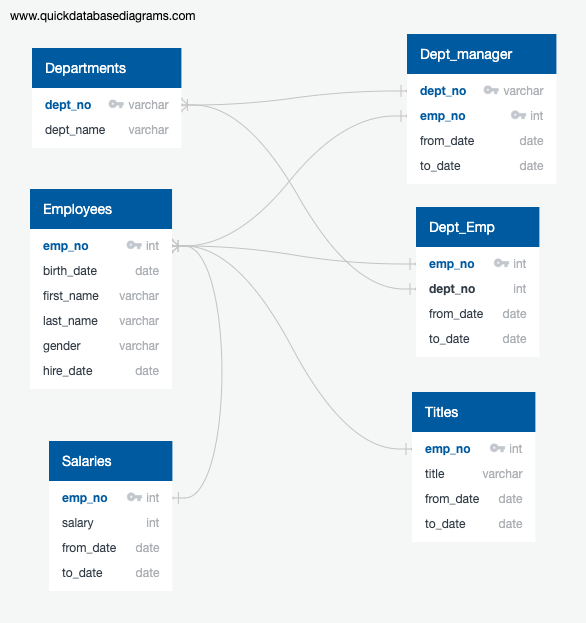 www.quickdatabasediagrams.com
Departments
dept_no varchar
dept_name varchar
Employees
emp_no int
birth_date date
first_name varchar
last_name varchar
gender varchar
hire_date date
Salaries
emp_no int
salary int
from_date date
to_date date
Dept_manager
dept_no varchar
emp_no int
from_date date
to_date date
Dept_Emp
emp_no int
dept_no int
from_date date
to_date date
Titles
emp_no int
title varchar
from_date date
to_date date